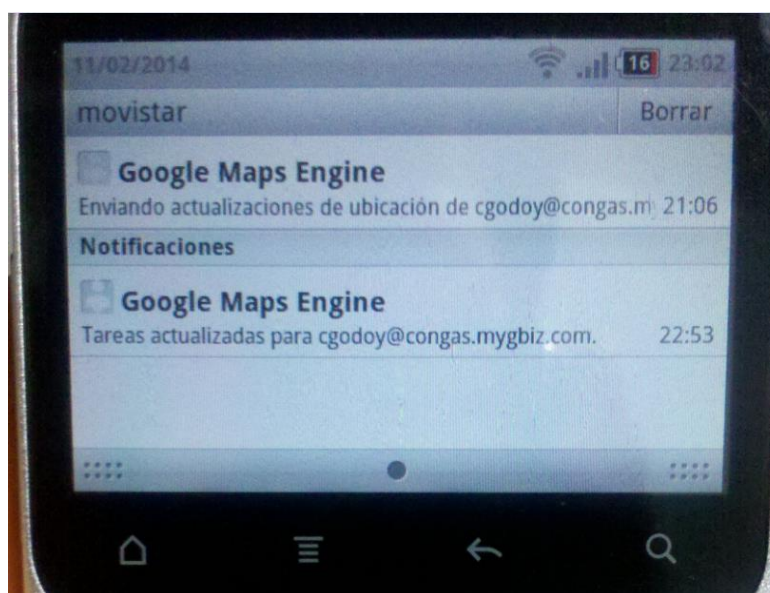 11/02/2014 16 23:02
movistar Borrar
Google Maps Engine
Enviando actualizaciones de ubicación de cgodoy@congas.m 21:06
Notificaciones
Google Maps Engine
Tareas actualizadas para cgodoy@congas.mygbiz.com. 22:53